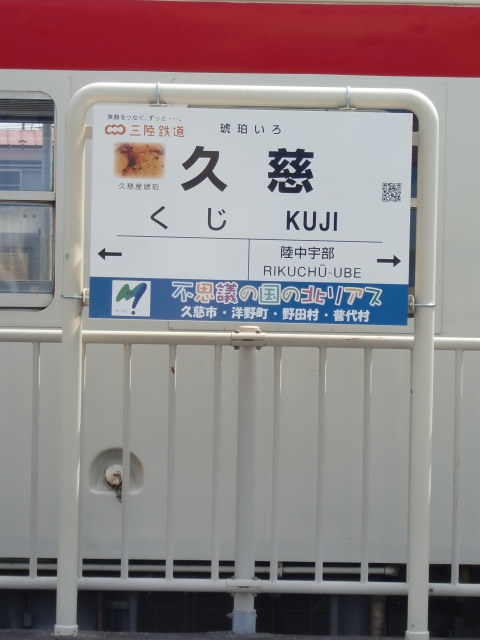 笑顔をつなぐ、ずっと・・・。
三陸鉄道
琥珀いろ
久慈産琥珀
久慈
くじ KUJI
陸中宇部
RIKUCHŪ-UBE
不思議の国の北リアス
久慈市・洋野町・野田村・普代村